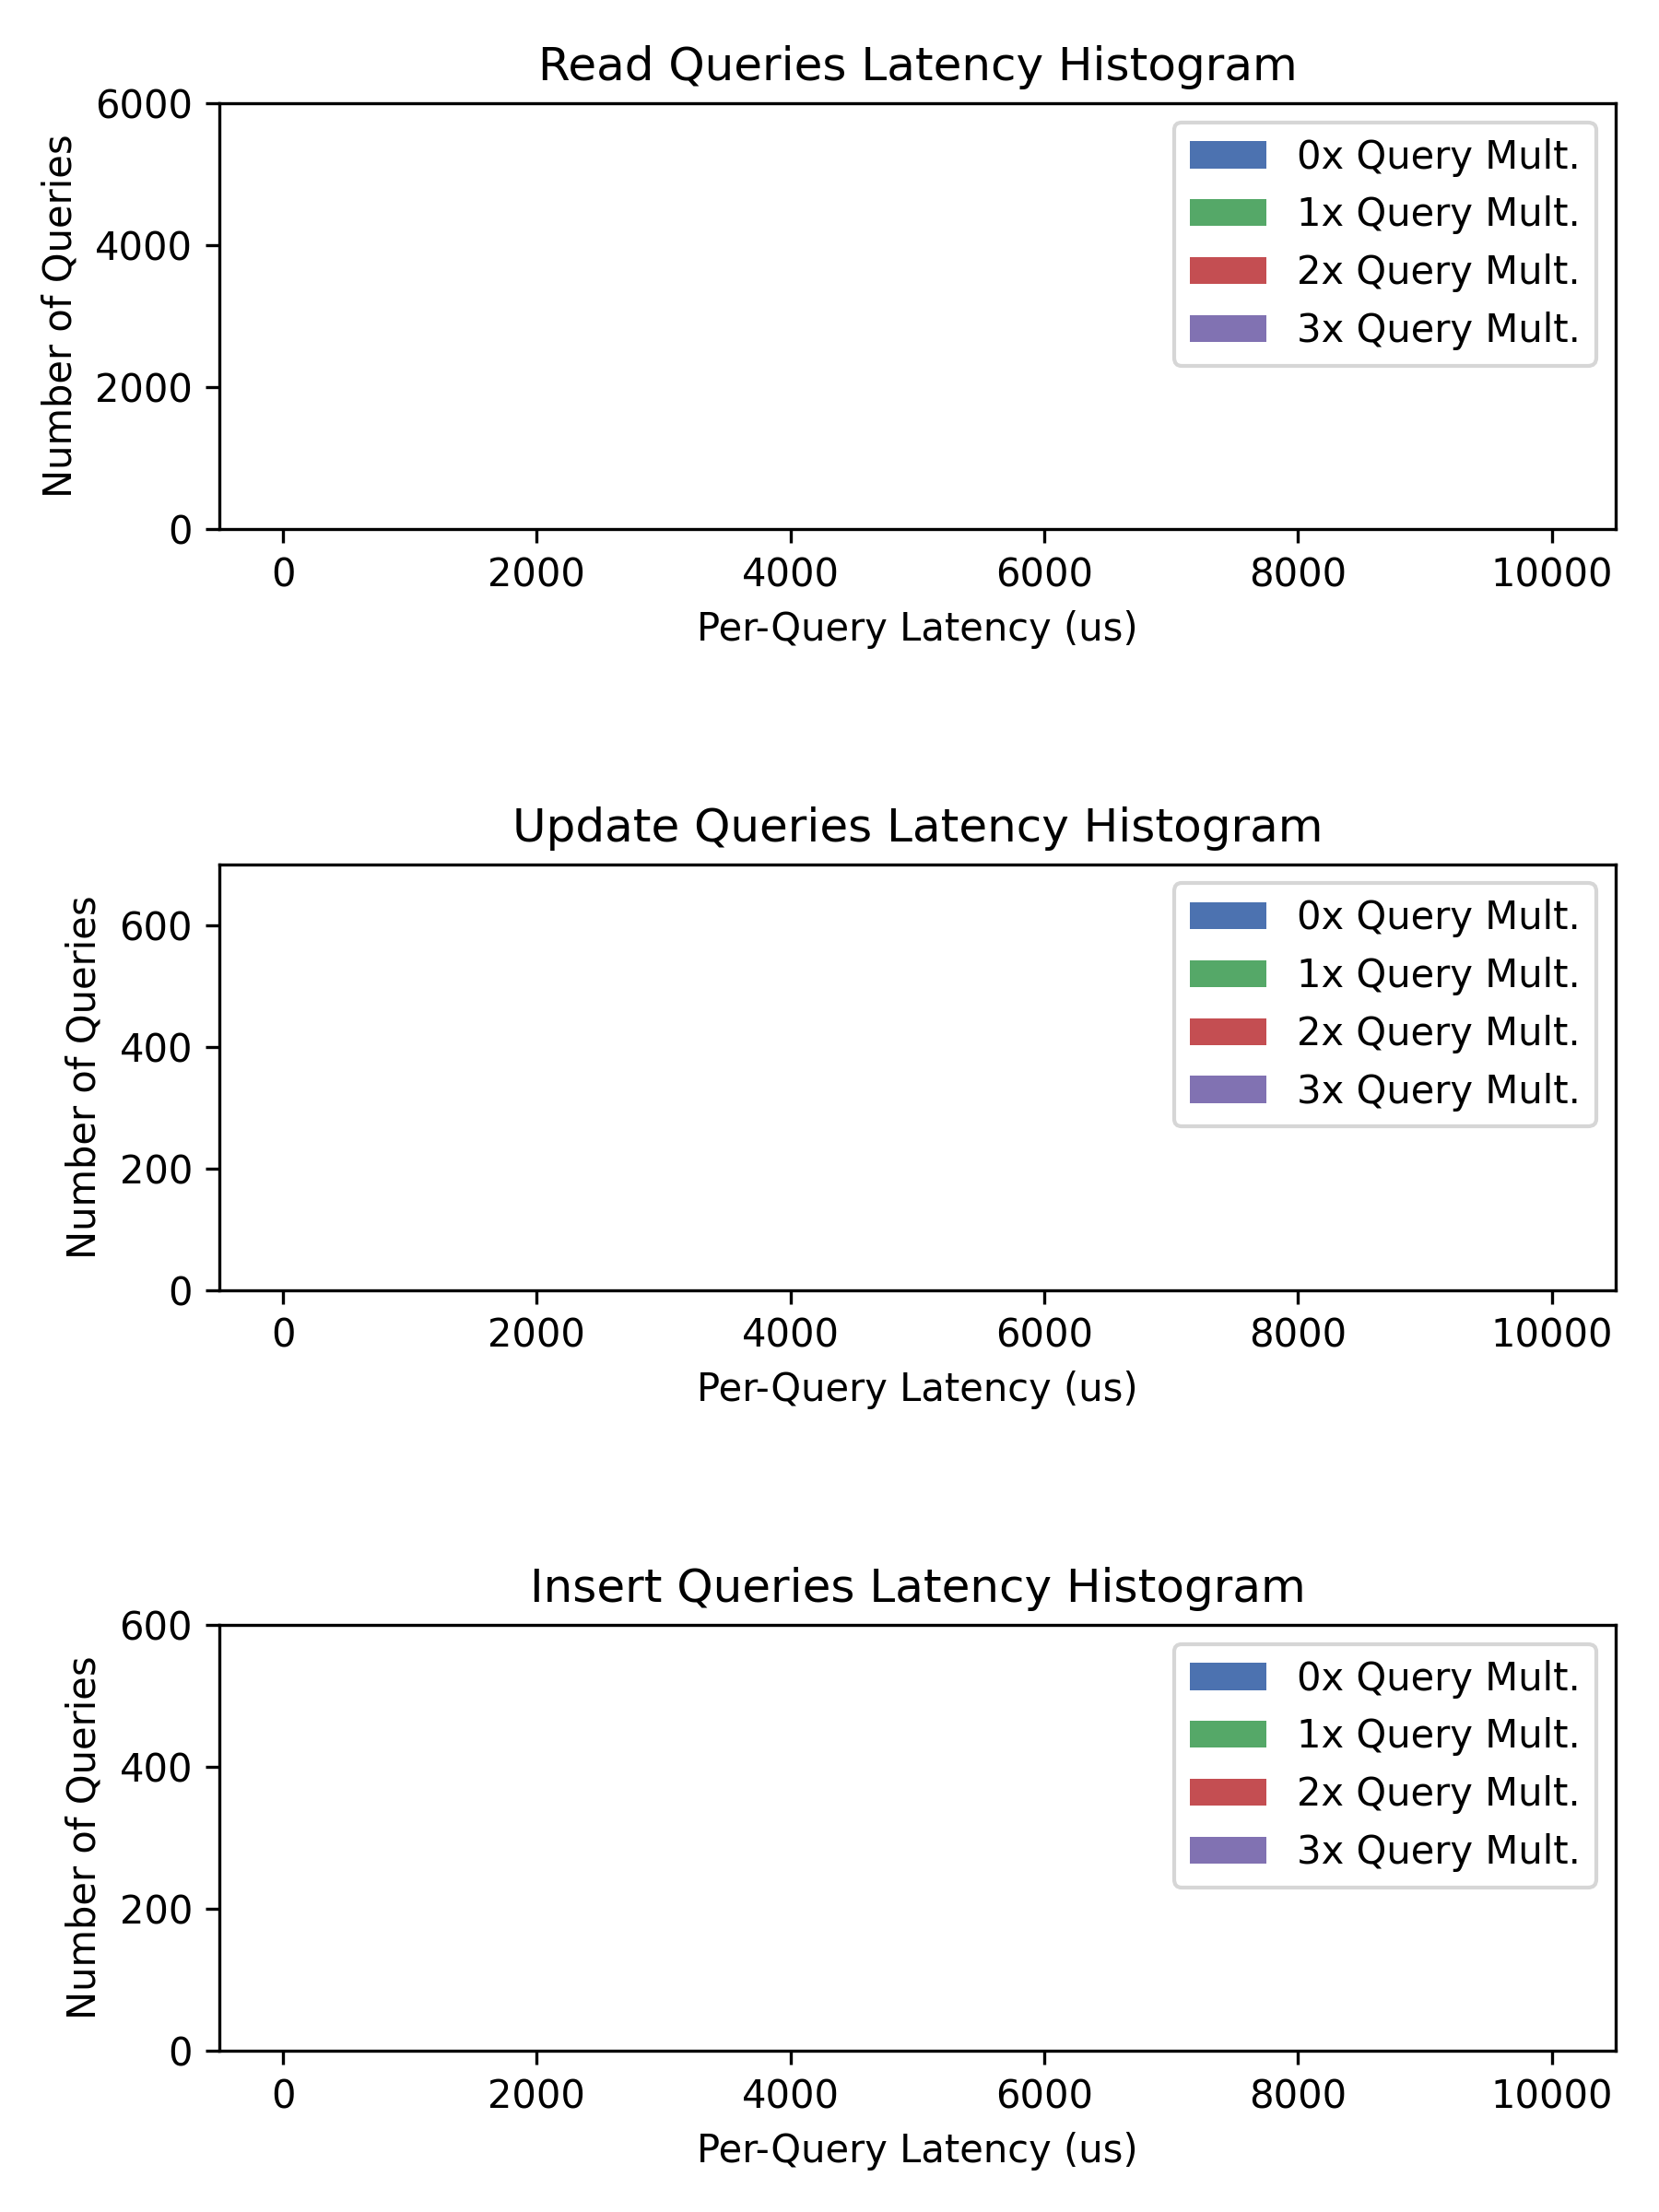 Read Queries Latency Histogram
6000
4000
2000
0
Number of Queries
0x Query Mult.
1x Query Mult.
2x Query Mult.
3x Query Mult.
0 2000 4000 6000 8000 10000
Per-Query Latency (us)
Update Queries Latency Histogram
600
400
200
0
Number of Queries
0x Query Mult.
1x Query Mult.
2x Query Mult.
3x Query Mult.
0 2000 4000 6000 8000 10000
Per-Query Latency (us)
Insert Queries Latency Histogram
600
400
200
0
Number of Queries
0x Query Mult.
1x Query Mult.
2x Query Mult.
3x Query Mult.
0 2000 4000 6000 8000 10000
Per-Query Latency (us)